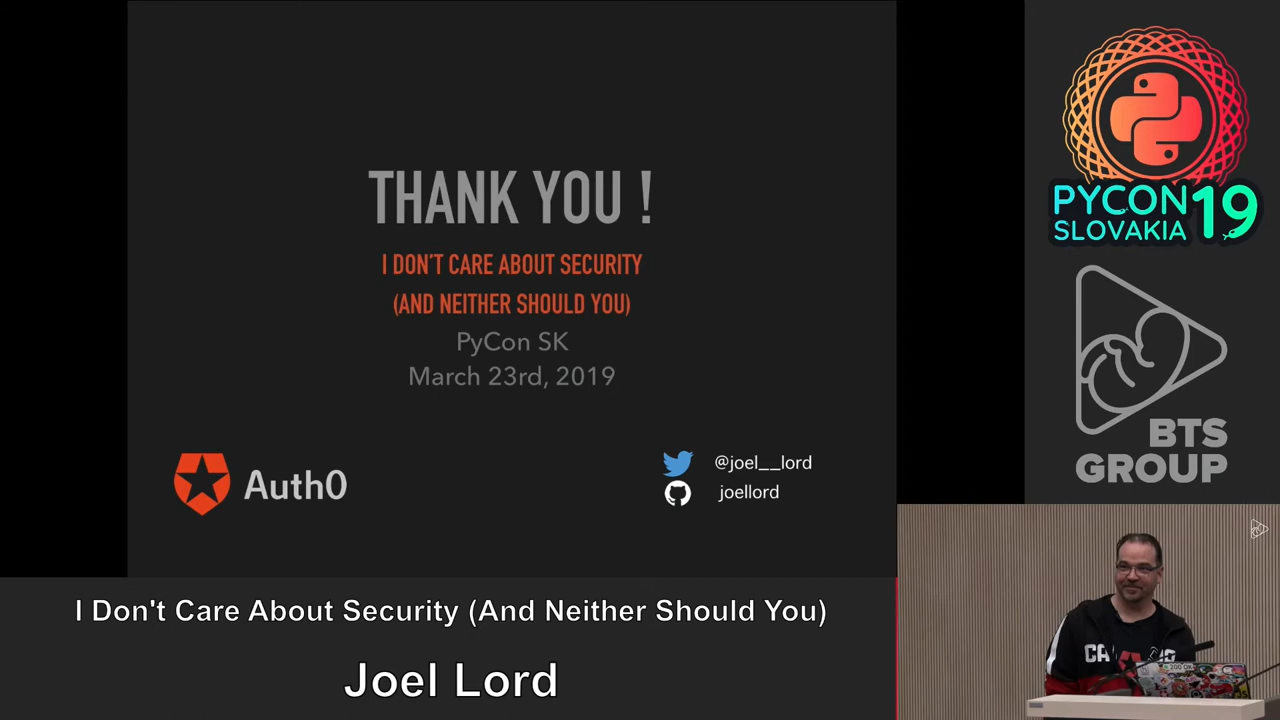 THANK YOU !
I DON'T CARE ABOUT SECURITY
(AND NEITHER SHOULD YOU)
PyCon SK
March 23rd, 2019
Auth0
@joel__lord
joellord
PYCON 19
SLOVAKIA
BTS
GROUP
I Don't Care About Security (And Neither Should You)
Joel Lord